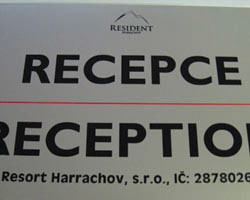 RESIDENT
RECEPCE
RECEPTION
Resort Harrachov, s.r.o., IČ: 2878026